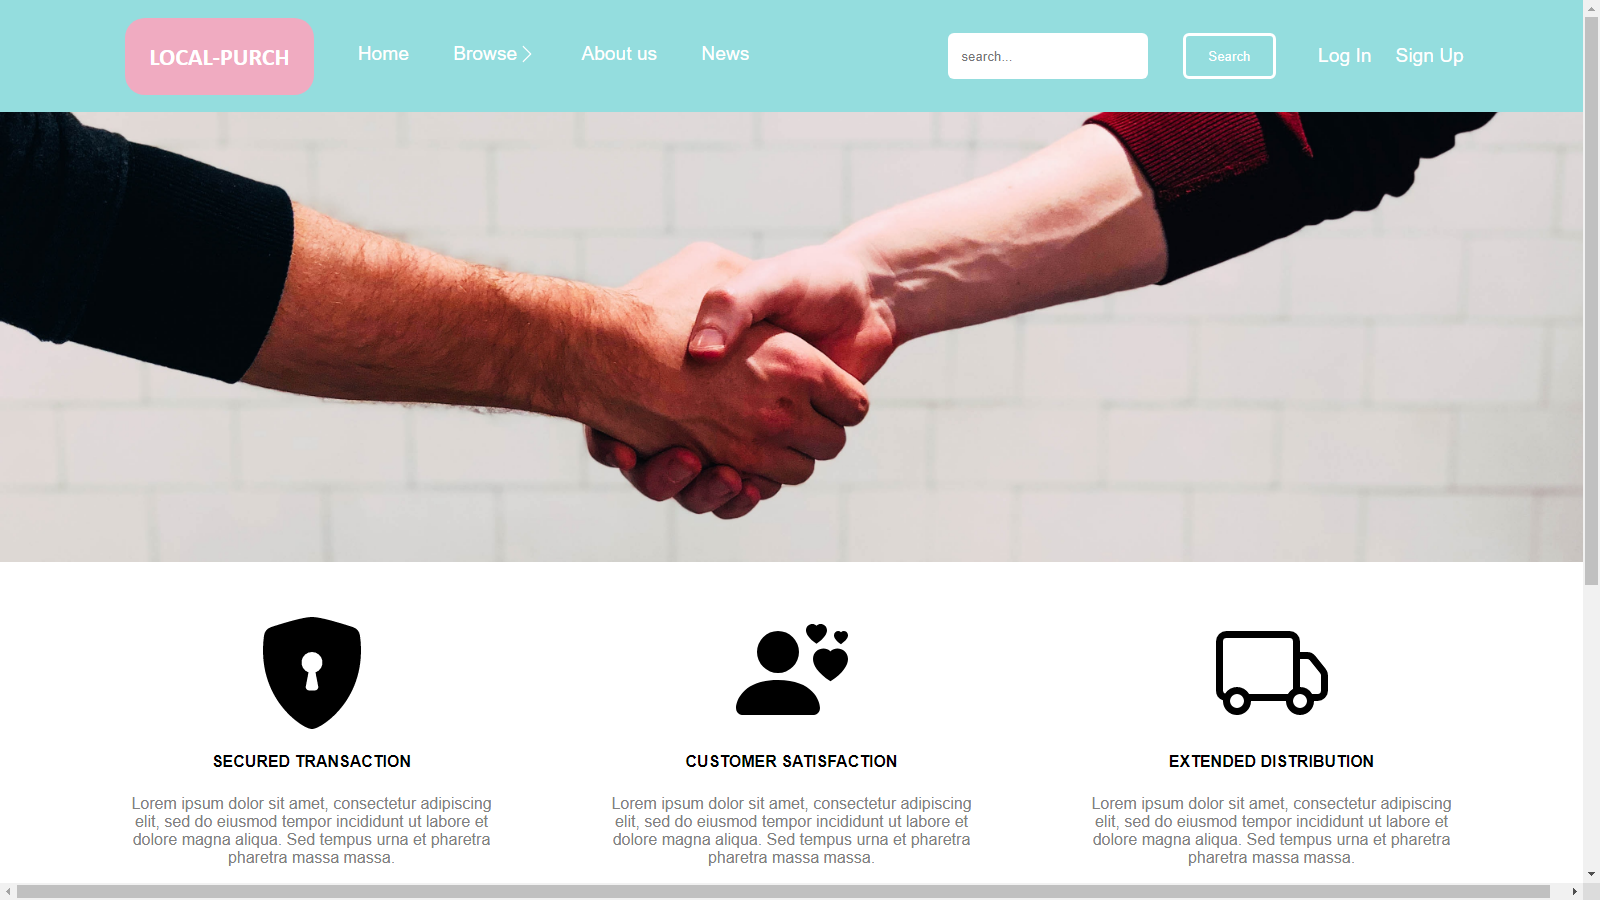 LOCAL-PURCH
Home
Browse
About us
News
search...
Search
Log In
Sign Up
SECURED TRANSACTION
Lorem ipsum dolor sit amet, consectetur adipiscing
elit, sed do eiusmod tempor incididunt ut labore et
dolore magna aliqua. Sed tempus urna et pharetra
pharetra massa massa.
CUSTOMER SATISFACTION
Lorem ipsum dolor sit amet, consectetur adipiscing
elit, sed do eiusmod tempor incididunt ut labore et
dolore magna aliqua. Sed tempus urna et pharetra
pharetra massa massa.
EXTENDED DISTRIBUTION
Lorem ipsum dolor sit amet, consectetur adipiscing
elit, sed do eiusmod tempor incididunt ut labore et
dolore magna aliqua. Sed tempus urna et pharetra
pharetra massa massa.